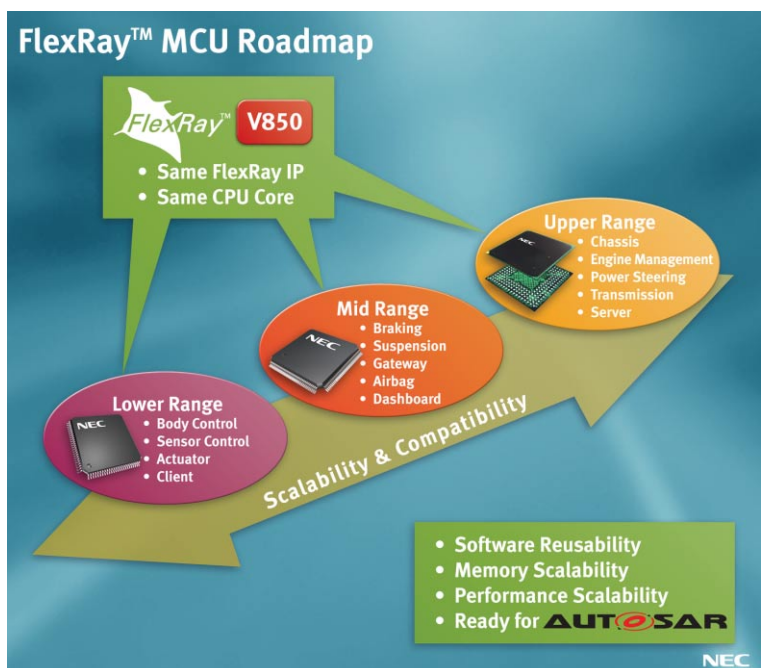 FlexRay™ MCU Roadmap
FlexRay™ V850
• Same FlexRay IP
• Same CPU Core
Upper Range
• Chassis
• Engine Management
• Power Steering
• Transmission
• Server
NEC
Mid Range
• Braking
• Suspension
• Gateway
• Airbag
• Dashboard
NEC
Lower Range
• Body Control
• Sensor Control
• Actuator
• Client
NEC
Scalability & Compatibility
• Software Reusability
• Memory Scalability
• Performance Scalability
• Ready for AUTOSAR
NEC